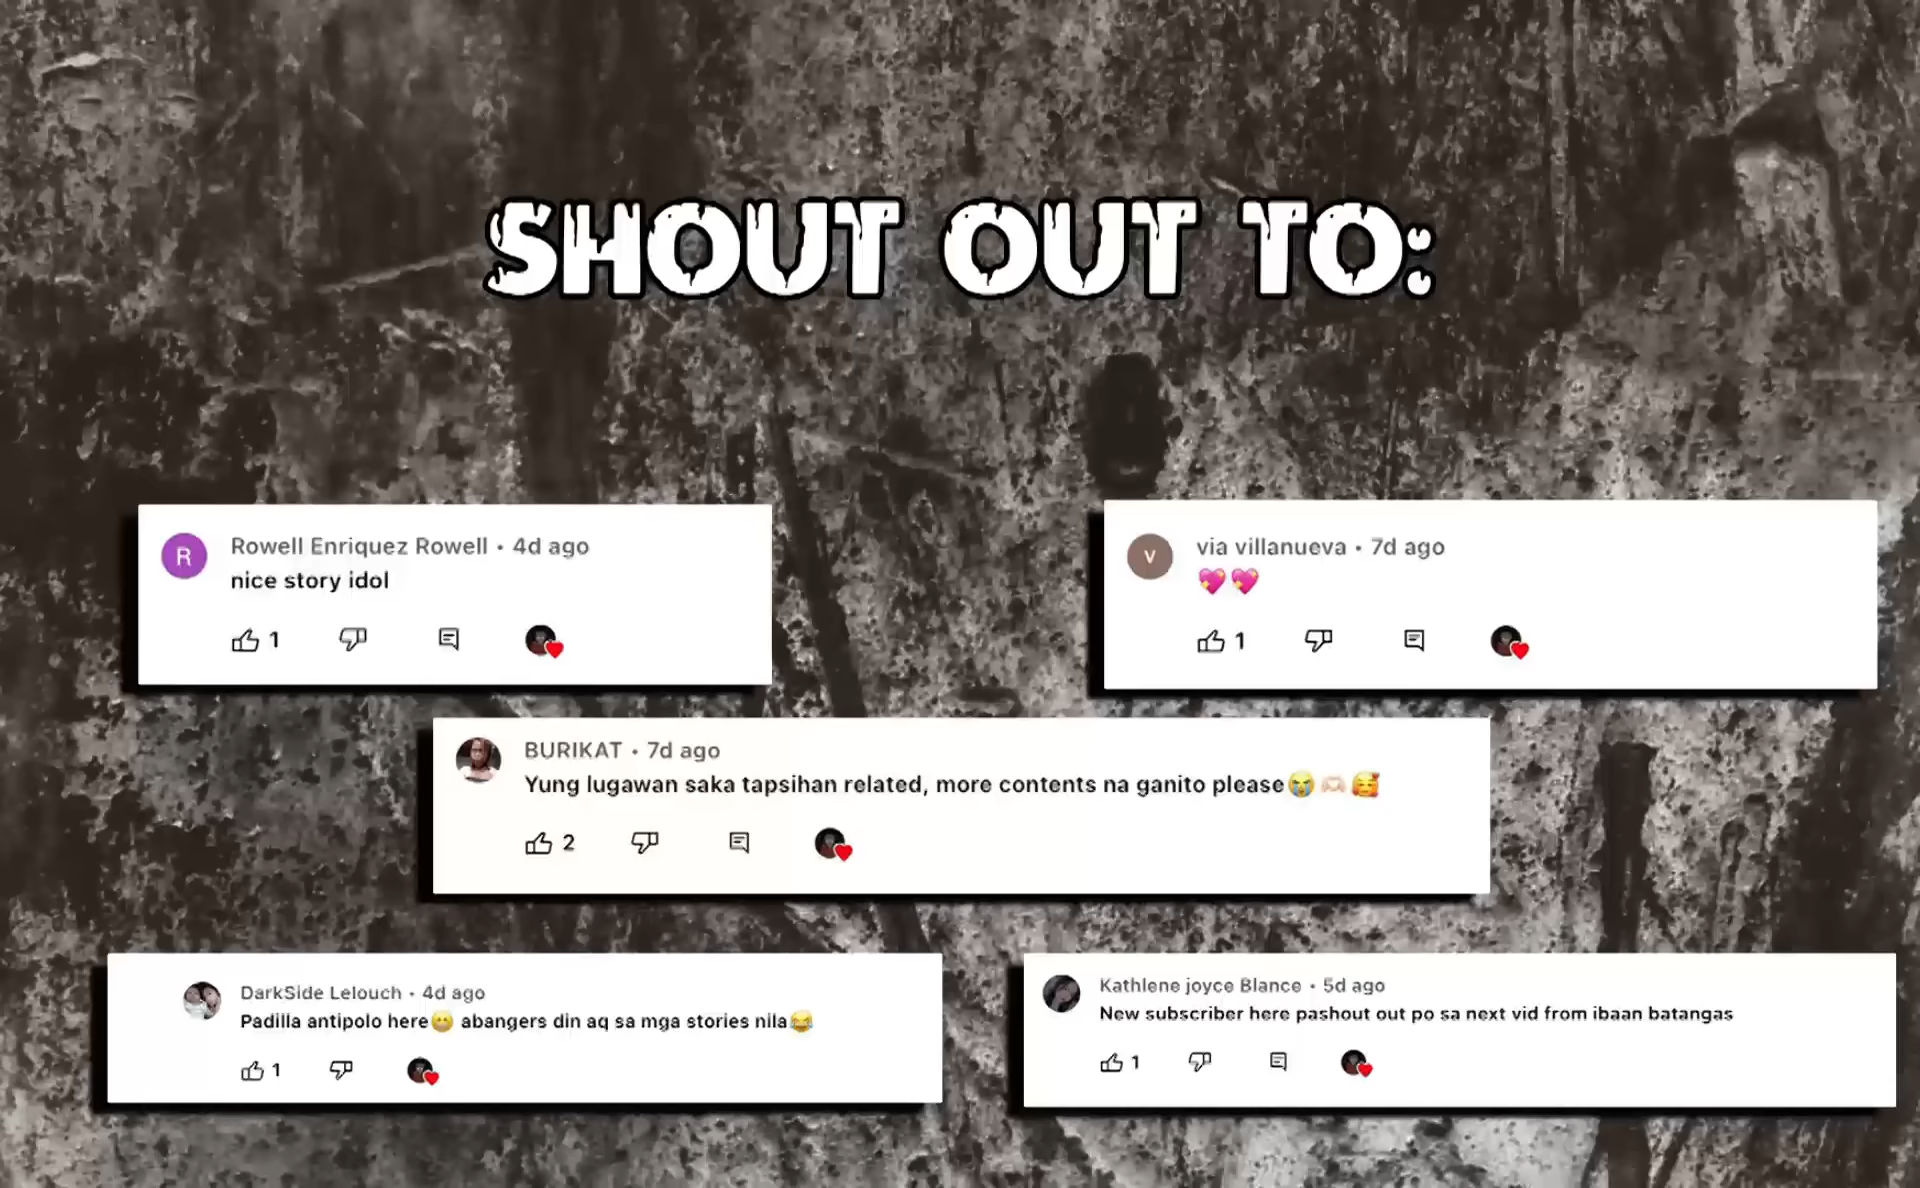 SHOUT OUT TO:
R
Rowell Enriquez Rowell • 4d ago
nice story idol
1
V
via villanueva • 7d ago
💖💖
1
BURIKAT • 7d ago
Yung lugawan saka tapsihan related, more contents na ganito please😭🫶🏻🥰
2
DarkSide Lelouch • 4d ago
Padilla antipolo here😁 abangers din aq sa mga stories nila😂
1
Kathlene joyce Blance • 5d ago
New subscriber here pashout out po sa next vid from ibaan batangas
1